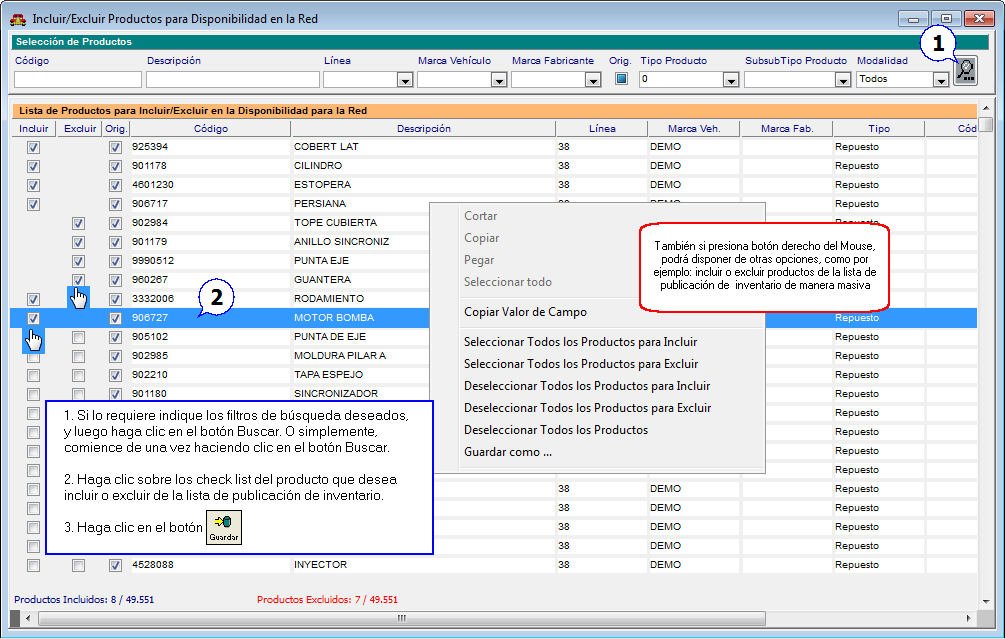 Incluir/Excluir Productos para Disponibilidad en la Red
Selección de Productos
1
Código Descripción Línea Marca Vehículo Marca Fabricante Orig. Tipo Producto SubsubTipo Producto Modalidad
0 Todos
Lista de Productos para Incluir/Excluir en la Disponibilidad para la Red
Incluir Excluir Orig. Código Descripción Línea Marca Veh. Marca Fab. Tipo Cód
925394 COBERT LAT 38 DEMO Repuesto
901178 CILINDRO 38 DEMO Repuesto
4601230 ESTOPERA 38 DEMO Repuesto
906717 PERSIANA 38 DEMO Repuesto
902984 TOPE CUBIERTA Repuesto
901179 ANILLO SINCRONIZ
9990512 PUNTA EJE
960267 GUANTERA
3332006 RODAMIENTO
906727 MOTOR BOMBA Repuesto
905102 PUNTA DE EJE Repuesto
902985 MOLDURA PILAR A Repuesto
902210 TAPA ESPEJO Repuesto
901180 SINCRONIZADOR Repuesto
2
Cortar
Copiar
Pegar
Seleccionar todo
Copiar Valor de Campo
Seleccionar Todos los Productos para Incluir
Seleccionar Todos los Productos para Excluir
Deseleccionar Todos los Productos para Incluir
Deseleccionar Todos los Productos para Excluir
Deseleccionar Todos los Productos
Guardar como ...
También si presiona botón derecho del Mouse,
podrá disponer de otras opciones, como por
ejemplo: incluir o excluir productos de la lista de
publicación de inventario de manera masiva
1. Si lo requiere indique los filtros de búsqueda deseados,
y luego haga clic en el botón Buscar. O simplemente,
comience de una vez haciendo clic en el botón Buscar.
2. Haga clic sobre los check list del producto que desea
incluir o excluir de la lista de publicación de inventario.
3. Haga clic en el botón Guardar
Repuesto
Repuesto
Repuesto
Repuesto
38 DEMO Repuesto
38 DEMO Repuesto
38 DEMO Repuesto
38 DEMO Repuesto
4528088 INYECTOR 38 DEMO Repuesto
Productos Incluidos: 8 / 49.551 Productos Excluidos: 7 / 49.551